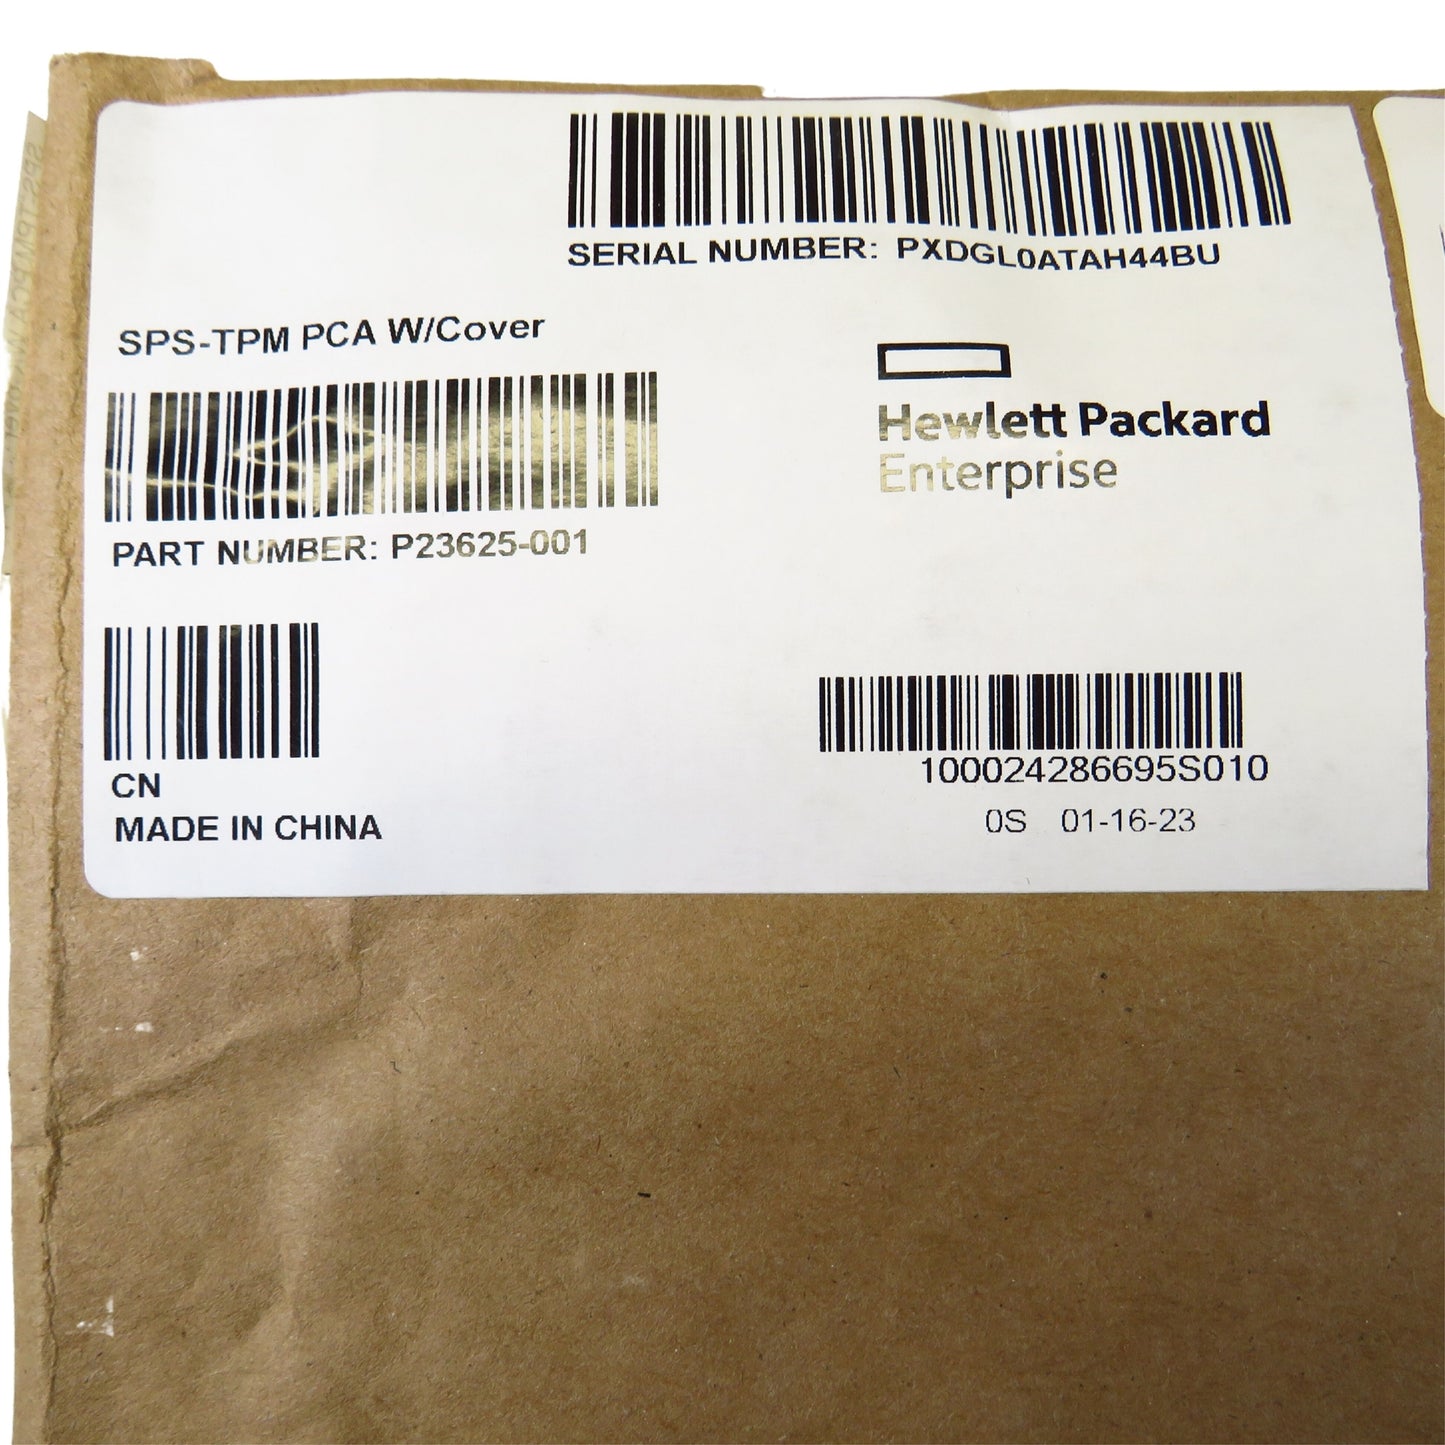 SERIAL NUMBER: PXDGL0ATAH44BU
SPS-TPM PCA W/Cover
Hewlett Packard
Enterprise
PART NUMBER: P23625-001
CN
MADE IN CHINA
100024286695S010
0S 01-16-23